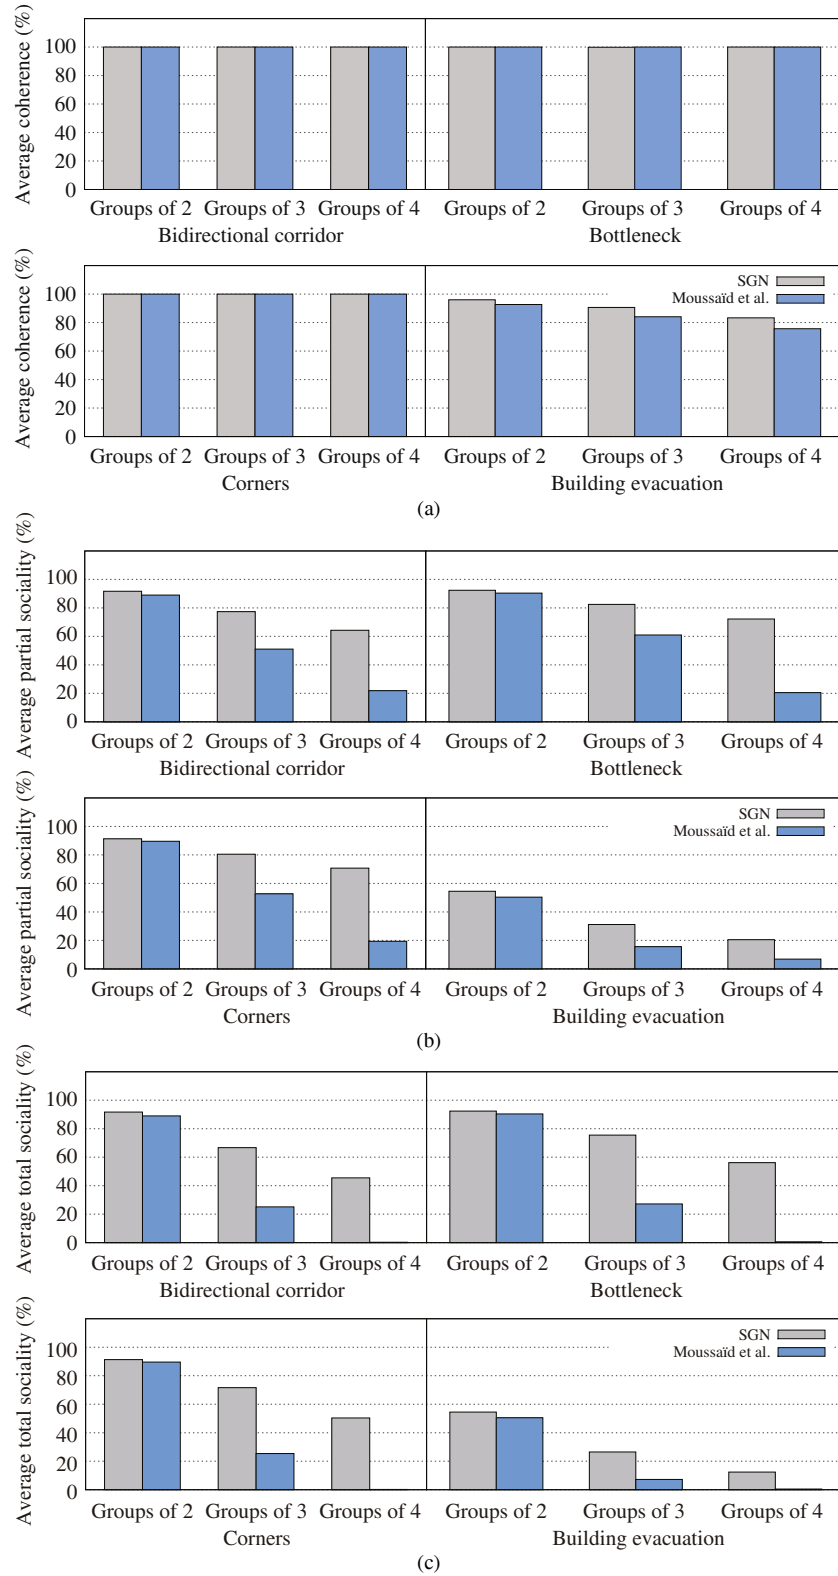 Average coherence (%)
100
80
60
40
20
0
Groups of 2 Groups of 3 Groups of 4 Groups of 2 Groups of 3 Groups of 4
Bidirectional corridor Bottleneck
Average coherence (%)
100
80
60
40
20
0
SGN
Moussaïd et al.
Groups of 2 Groups of 3 Groups of 4 Groups of 2 Groups of 3 Groups of 4
Corners Building evacuation
(a)
Average partial sociality (%)
100
80
60
40
20
0
Groups of 2 Groups of 3 Groups of 4 Groups of 2 Groups of 3 Groups of 4
Bidirectional corridor Bottleneck
Average partial sociality (%)
100
80
60
40
20
0
SGN
Moussaïd et al.
Groups of 2 Groups of 3 Groups of 4 Groups of 2 Groups of 3 Groups of 4
Corners Building evacuation
(b)
Average total sociality (%)
100
80
60
40
20
0
Groups of 2 Groups of 3 Groups of 4 Groups of 2 Groups of 3 Groups of 4
Bidirectional corridor Bottleneck
Average total sociality (%)
100
80
60
40
20
0
SGN
Moussaïd et al.
Groups of 2 Groups of 3 Groups of 4 Groups of 2 Groups of 3 Groups of 4
Corners Building evacuation
(c)